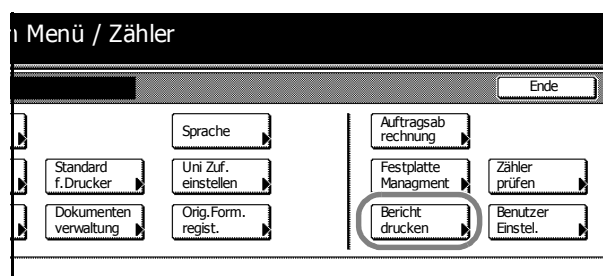 Menü / Zähler
Ende
Sprache
Auftragsab
rechnung
Standard
f.Drucker
Uni Zuf.
einstellen
Festplatte
Managment
Zähler
prüfen
Dokumenten
verwaltung
Orig.Form.
regist.
Bericht
drucken
Benutzer
Einstel.